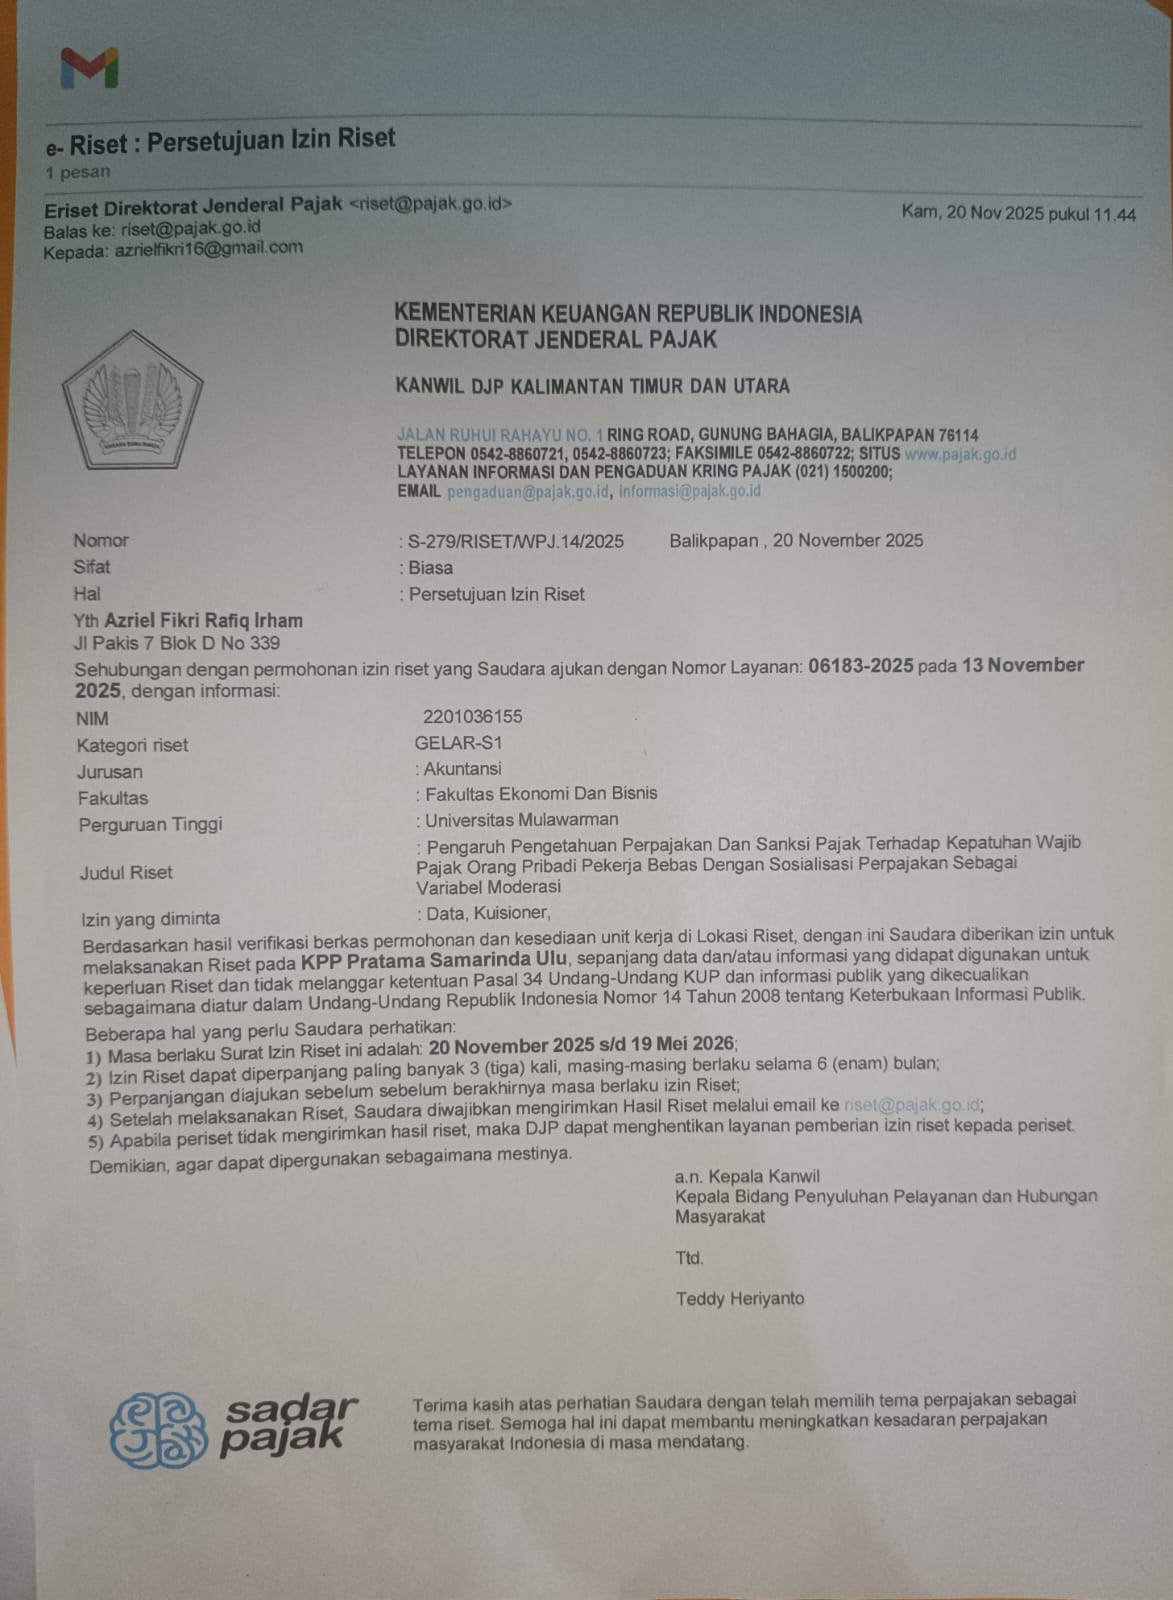 e- Riset : Persetujuan Izin Riset
1 pesan
Eriset Direktorat Jenderal Pajak <riset@pajak.go.id>
Kam, 20 Nov 2025 pukul 11.44
Balas ke: riset@pajak.go.id
Kepada: azrielfikri16@gmail.com
KEMENTERIAN KEUANGAN REPUBLIK INDONESIA
DIREKTORAT JENDERAL PAJAK
KANWIL DJP KALIMANTAN TIMUR DAN UTARA
JALAN RUHUI RAHAYU NO. 1 RING ROAD, GUNUNG BAHAGIA, BALIKPAPAN 76114
TELEPON 0542-8860721, 0542-8860723; FAKSIMILE 0542-8860722; SITUS www.pajak.go.id
LAYANAN INFORMASI DAN PENGADUAN KRING PAJAK (021) 1500200;
EMAIL pengaduan@pajak.go.id, informasi@pajak.go.id
Nomor : S-279/RISET/WPJ.14/2025 Balikpapan , 20 November 2025
Sifat : Biasa
Hal : Persetujuan Izin Riset
Yth Azriel Fikri Rafiq Irham
Jl Pakis 7 Blok D No 339
Sehubungan dengan permohonan izin riset yang Saudara ajukan dengan Nomor Layanan: 06183-2025 pada 13 November
2025, dengan informasi:
NIM 2201036155
Kategori riset GELAR-S1
Jurusan : Akuntansi
Fakultas : Fakultas Ekonomi Dan Bisnis
Perguruan Tinggi : Universitas Mulawarman
Judul Riset : Pengaruh Pengetahuan Perpajakan Dan Sanksi Pajak Terhadap Kepatuhan Wajib
Pajak Orang Pribadi Pekerja Bebas Dengan Sosialisasi Perpajakan Sebagai
Variabel Moderasi
Izin yang diminta : Data, Kuisioner,
Berdasarkan hasil verifikasi berkas permohonan dan kesediaan unit kerja di Lokasi Riset, dengan ini Saudara diberikan izin untuk
melaksanakan Riset pada KPP Pratama Samarinda Ulu, sepanjang data dan/atau informasi yang didapat digunakan untuk
keperluan Riset dan tidak melanggar ketentuan Pasal 34 Undang-Undang KUP dan informasi publik yang dikecualikan
sebagaimana diatur dalam Undang-Undang Republik Indonesia Nomor 14 Tahun 2008 tentang Keterbukaan Informasi Publik.
Beberapa hal yang perlu Saudara perhatikan:
1) Masa berlaku Surat Izin Riset ini adalah: 20 November 2025 s/d 19 Mei 2026;
2) Izin Riset dapat diperpanjang paling banyak 3 (tiga) kali, masing-masing berlaku selama 6 (enam) bulan;
3) Perpanjangan diajukan sebelum sebelum berakhirnya masa berlaku izin Riset;
4) Setelah melaksanakan Riset, Saudara diwajibkan mengirimkan Hasil Riset melalui email ke riset@pajak.go.id;
5) Apabila periset tidak mengirimkan hasil riset, maka DJP dapat menghentikan layanan pemberian izin riset kepada periset.
Demikian, agar dapat dipergunakan sebagaimana mestinya.
a.n. Kepala Kanwil
Kepala Bidang Penyuluhan Pelayanan dan Hubungan
Masyarakat
Ttd.
Teddy Heriyanto
sadar
pajak
Terima kasih atas perhatian Saudara dengan telah memilih tema perpajakan sebagai
tema riset. Semoga hal ini dapat membantu meningkatkan kesadaran perpajakan
masyarakat Indonesia di masa mendatang.